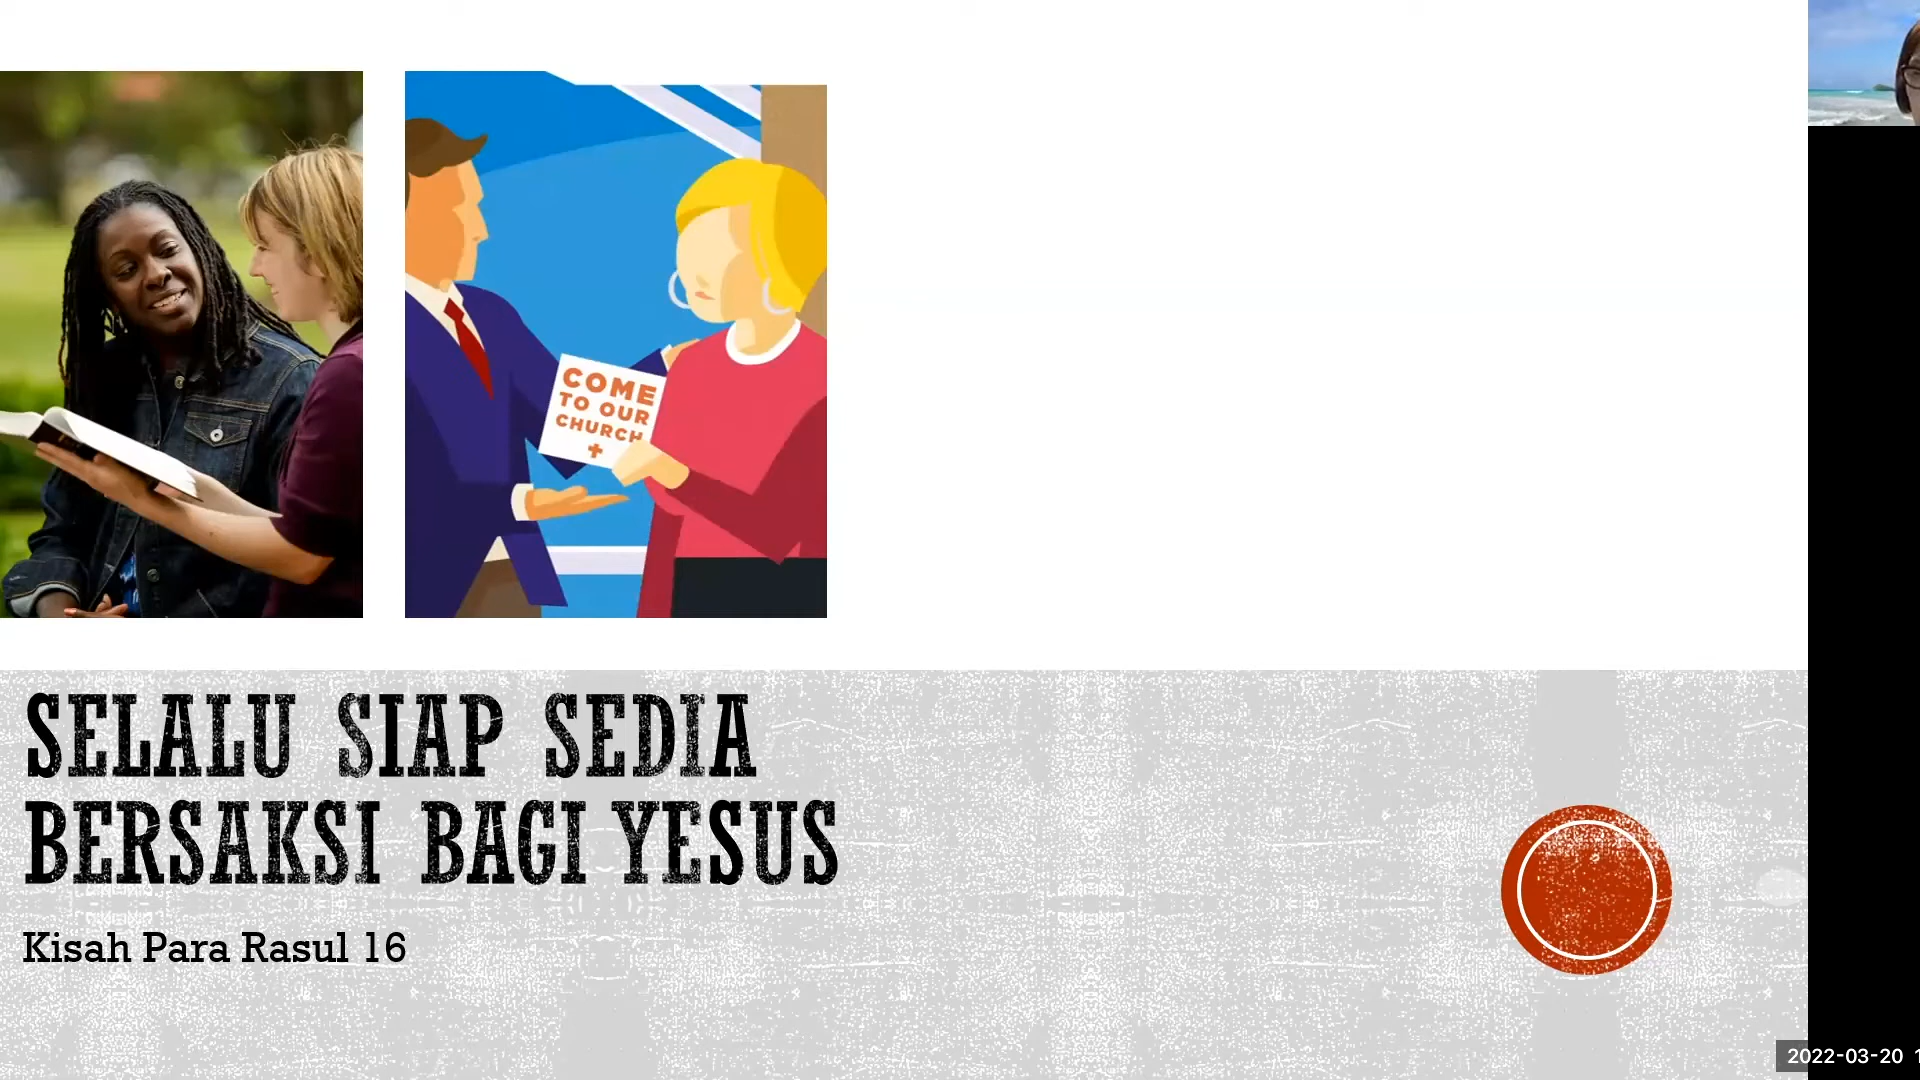 COME
TO OUR
CHURCH
SELALU SIAP SEDIA
BERSAKSI BAGI YESUS
Kisah Para Rasul 16
2022-03-20